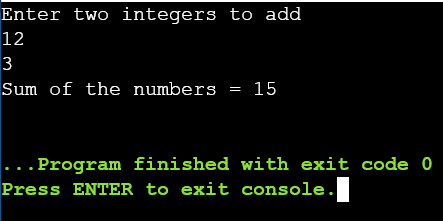 Enter two integers to add
12
3
Sum of the numbers = 15
...Program finished with exit code 0
Press ENTER to exit console.